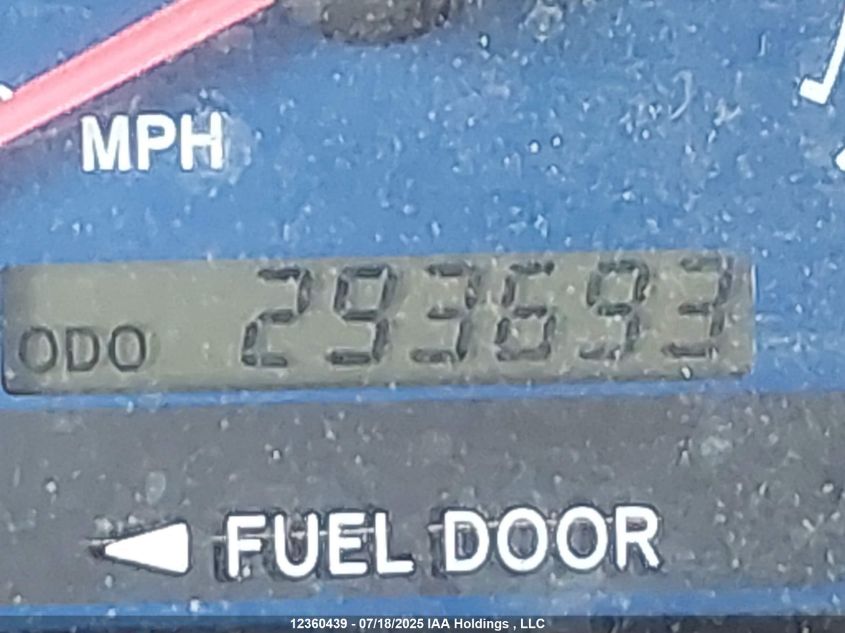 MPH
ODO 293693
FUEL DOOR
12360439 - 07/18/2025 IAA Holdings , LLC